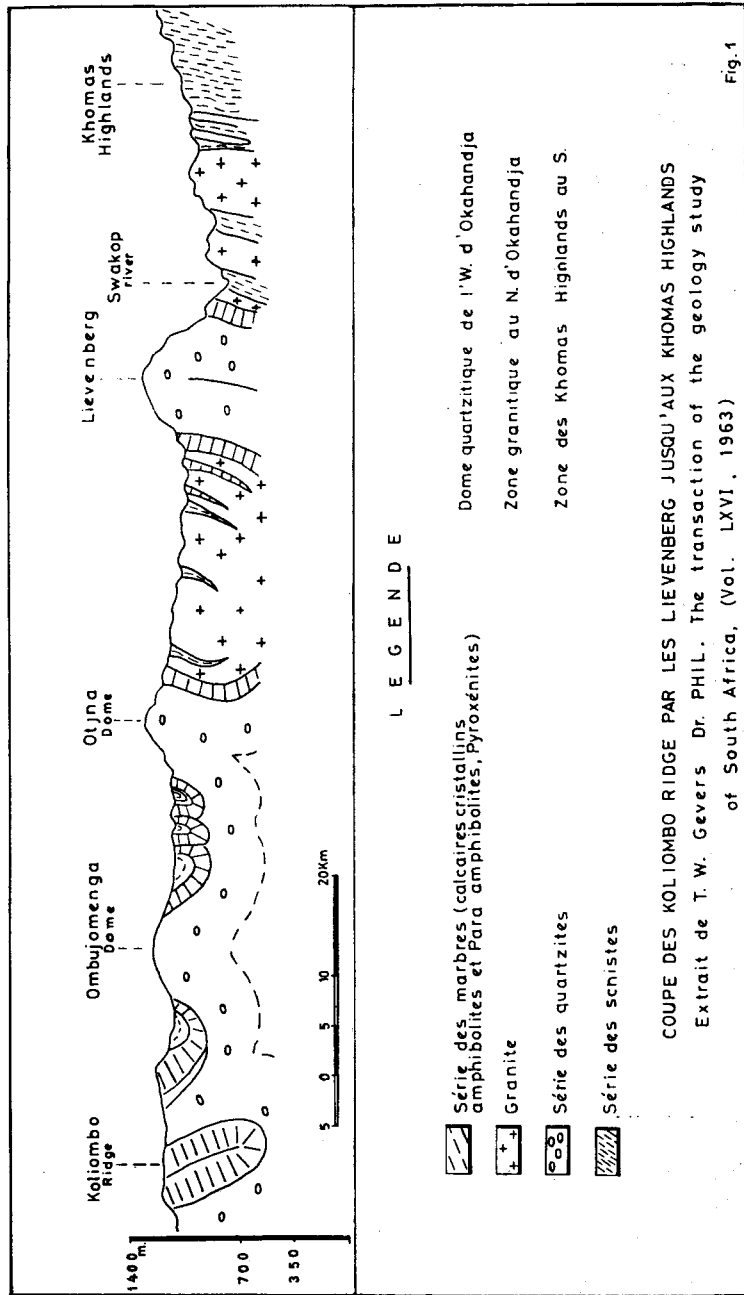 Koliombo
Ridge
Ombujomenga
Dome
Otjna
Dome
Lievenberg
Swakop
river
Khomas
Highlands
1400
m.
700
350
5 0 5 10 20Km
LEGENDE
Série des marbres (calcaires cristallins
amphibolites et Para amphibolites, Pyroxénites)
Granite
Série des quartzites
Série des scnistes
Dome quartzitique de l'W. d'Okahandja
Zone granitique au N. d'Okahandja
Zone des Khomas Highlands au S.
COUPE DES KOLIOMBO RIDGE PAR LES LIEVENBERG JUSQU'AUX KHOMAS HIGHLANDS
Extrait de T. W. Gevers Dr. PHIL. The transaction of the geology study
of South Africa, (Vol. LXVI, 1963)
Fig. 1